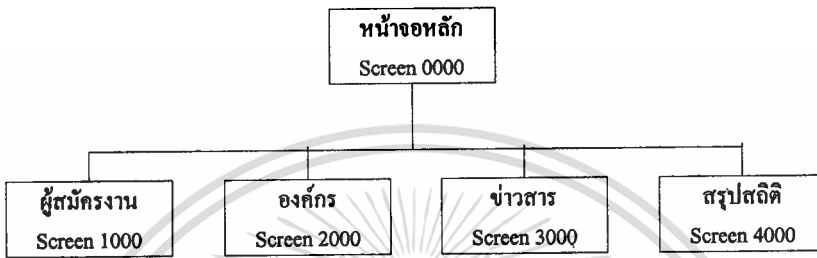 หน้าจอหลัก
Screen 0000
ผู้สมัครงาน
Screen 1000
องค์กร
Screen 2000
ข่าวสาร
Screen 3000
สรุปสถิติ
Screen 4000